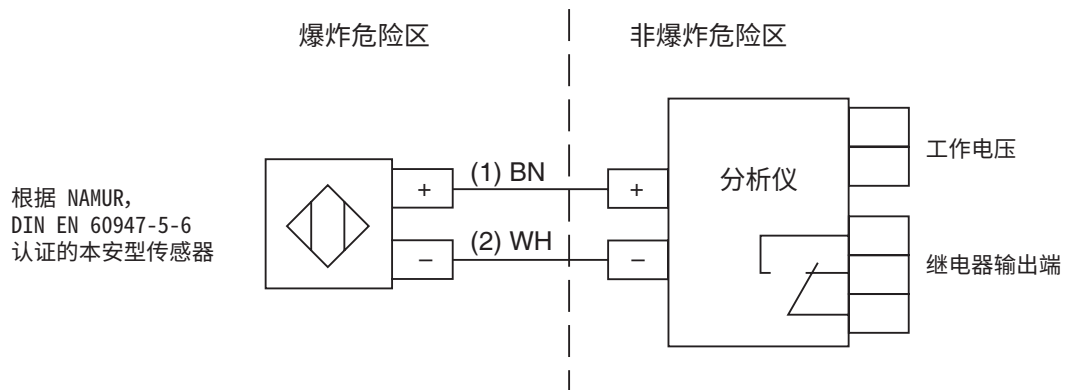 爆炸危险区
非爆炸危险区
根据 NAMUR，
DIN EN 60947-5-6
认证的本安型传感器
+
(1) BN
+
–
(2) WH
–
分析仪
工作电压
继电器输出端